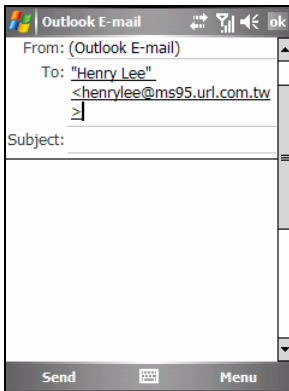 Outlook E-mail ok
From: (Outlook E-mail)
To: "Henry Lee"
<henrylee@ms95.url.com.tw
>
Subject:
Send Menu